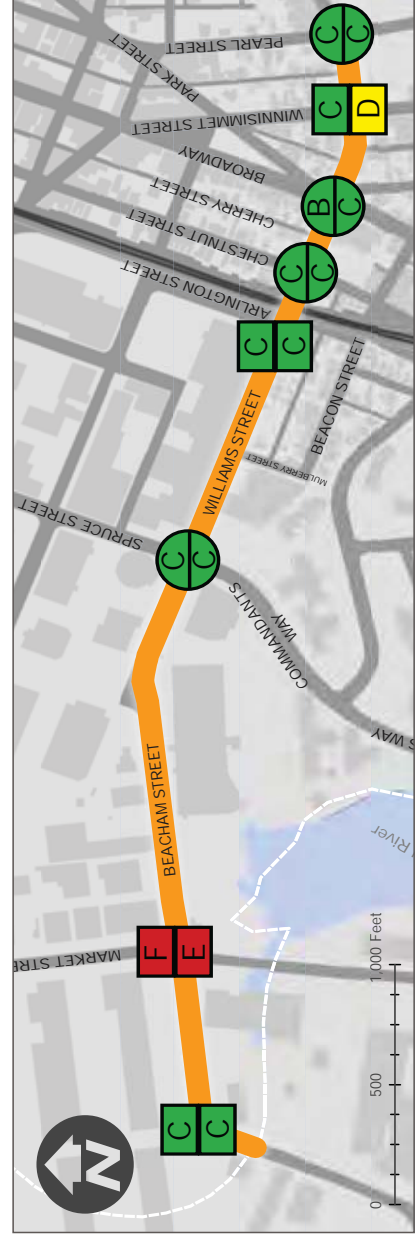 PEARL STREET
C
C
PARK STREET
WINNISIMMET STREET
C
D
BROADWAY
CHERRY STREET
B
C
CHESTNUT STREET
C
C
ARLINGTON STREET
C
C
BEACON STREET
WILLIAMS STREET
MULBERRY STREET
SPRUCE STREET
C
C
COMMANDANTS
WAY
S WAY
BEACHAM STREET
River
MARKET STRE
F
E
C
C
N
0
500
1,000 Feet